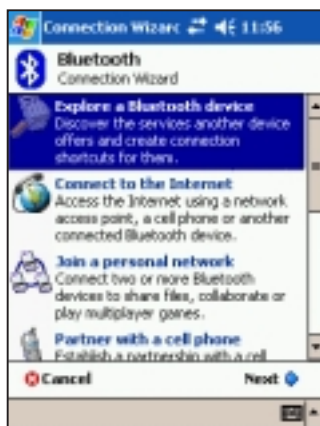 Connection Wizarc 11:56
Bluetooth
Connection Wizard
Explore a Bluetooth device
Discover the services another device
offers and create connection
shortcuts for them.
Connect to the Internet
Access the Internet using a network
access point, a cell phone or another
connected Bluetooth device.
Join a personal network
Connect two or more Bluetooth
devices to share files, collaborate or
play multiplayer games.
Partner with a cell phone
Establish a partnership with a cell
Cancel Next